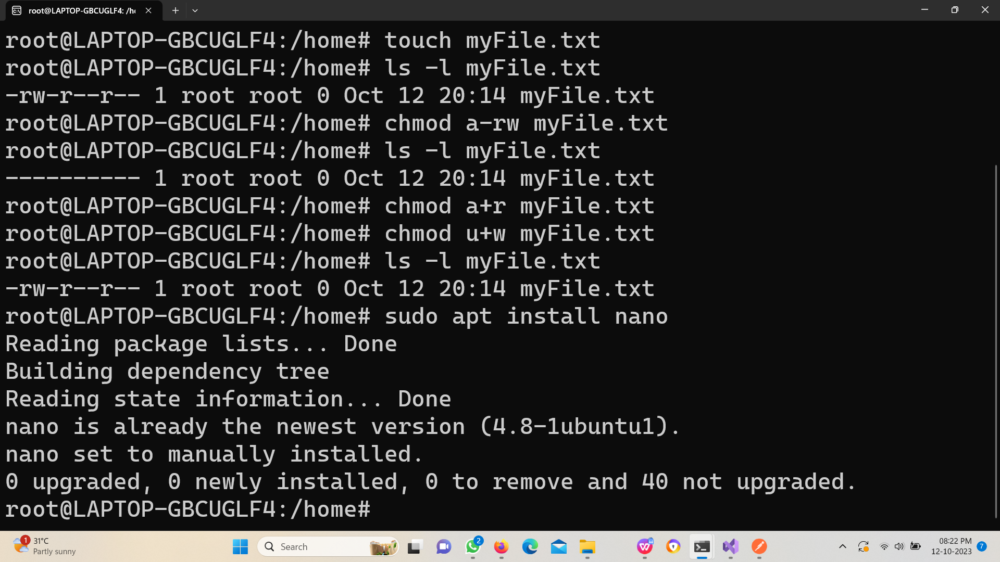 root@LAPTOP-GBCUGLF4: /h
root@LAPTOP-GBCUGLF4:/home# touch myFile.txt
root@LAPTOP-GBCUGLF4:/home# ls -l myFile.txt
-rw-r--r-- 1 root root 0 Oct 12 20:14 myFile.txt
root@LAPTOP-GBCUGLF4:/home# chmod a-rw myFile.txt
root@LAPTOP-GBCUGLF4:/home# ls -l myFile.txt
---------- 1 root root 0 Oct 12 20:14 myFile.txt
root@LAPTOP-GBCUGLF4:/home# chmod a+r myFile.txt
root@LAPTOP-GBCUGLF4:/home# chmod u+w myFile.txt
root@LAPTOP-GBCUGLF4:/home# ls -l myFile.txt
-rw-r--r-- 1 root root 0 Oct 12 20:14 myFile.txt
root@LAPTOP-GBCUGLF4:/home# sudo apt install nano
Reading package lists... Done
Building dependency tree
Reading state information... Done
nano is already the newest version (4.8-1ubuntu1).
nano set to manually installed.
0 upgraded, 0 newly installed, 0 to remove and 40 not upgraded.
root@LAPTOP-GBCUGLF4:/home#
1
31°C
Partly sunny
Search
2
08:22 PM
12-10-2023
7